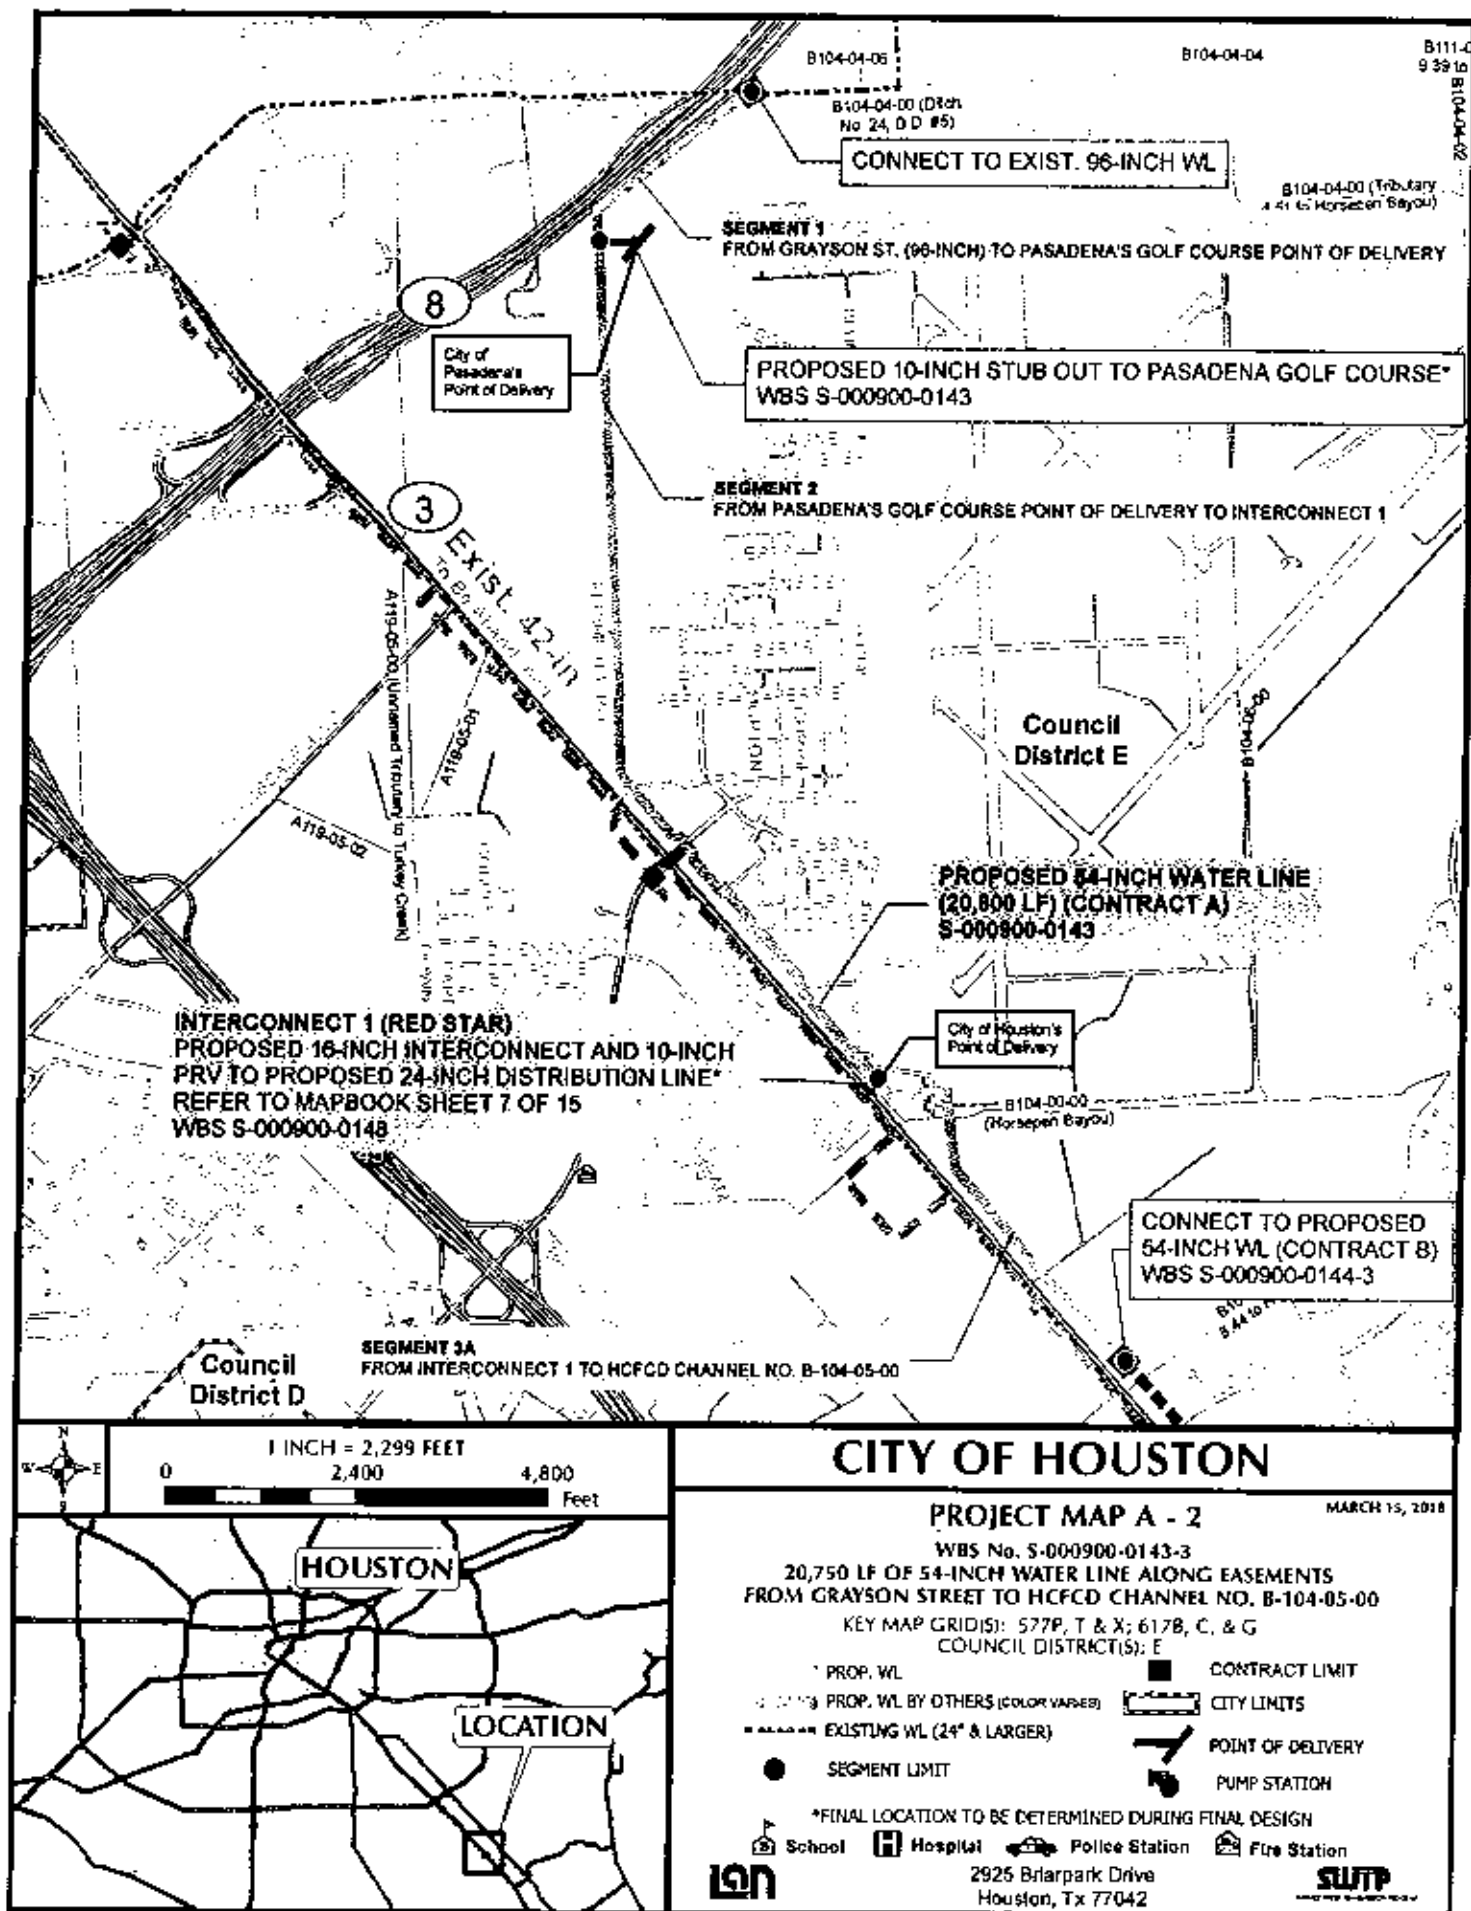 B104-04-06
B104-04-04
B104-04-02
B104-04-00 (Ditch
No 24, D D #5)
CONNECT TO EXIST. 96-INCH WL
B104-04-00 (Tributary
to Horsepen Bayou)
SEGMENT 1
FROM GRAYSON ST. (96-INCH) TO PASADENA'S GOLF COURSE POINT OF DELIVERY
8
City of
Pasadena's
Point of Delivery
PROPOSED 10-INCH STUB OUT TO PASADENA GOLF COURSE*
WBS S-000900-0143
SEGMENT 2
FROM PASADENA'S GOLF COURSE POINT OF DELIVERY TO INTERCONNECT 1
3
Exist. 42-in
A119-05-00 (Unnamed Tributary to Turkey Creek)
A119-05-01
A119-05-02
Council
District E
B104-06-00
PROPOSED 54-INCH WATER LINE
(20,800 LF) (CONTRACT A)
S-000900-0143
INTERCONNECT 1 (RED STAR)
PROPOSED 16-INCH INTERCONNECT AND 10-INCH
PRV TO PROPOSED 24-INCH DISTRIBUTION LINE*
REFER TO MAPBOOK SHEET 7 OF 15
WBS S-000900-0148
City of Houston's
Point of Delivery
B104-00-00
(Horsepen Bayou)
CONNECT TO PROPOSED
54-INCH WL (CONTRACT B)
WBS S-000900-0144-3
SEGMENT 3A
FROM INTERCONNECT 1 TO HCFCD CHANNEL NO. B-104-05-00
Council
District D
N
W E
S
1 INCH = 2,299 FEET
0 2,400 4,800
Feet
HOUSTON
LOCATION
CITY OF HOUSTON
PROJECT MAP A - 2
MARCH 15, 2018
WBS No. S-000900-0143-3
20,750 LF OF 54-INCH WATER LINE ALONG EASEMENTS
FROM GRAYSON STREET TO HCFCD CHANNEL NO. B-104-05-00
KEY MAP GRID(S): 577P, T & X; 617B, C, & G
COUNCIL DISTRICT(S): E
PROP. WL
CONTRACT LIMIT
PROP. WL BY OTHERS (COLOR VARIES)
CITY LIMITS
EXISTING WL (24" & LARGER)
POINT OF DELIVERY
SEGMENT LIMIT
PUMP STATION
*FINAL LOCATION TO BE DETERMINED DURING FINAL DESIGN
School
H Hospital
Police Station
Fire Station
lan
2925 Briarpark Drive
Houston, Tx 77042
SWTP